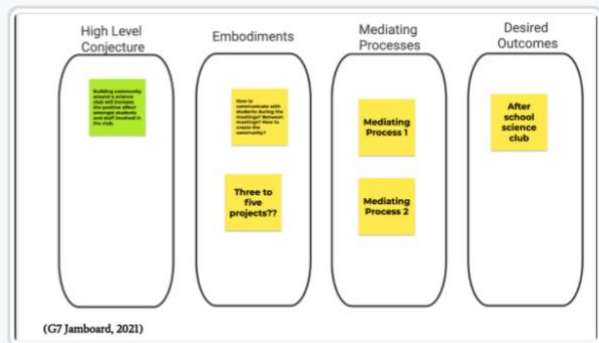 High Level
Conjecture
Embodiments
Mediating
Processes
Desired
Outcomes
Building community
around a science
club will increase
the positive affect
amongst students
and staff involved in
the club.
How to
communicate with
students during the
meetings? Between
meetings? How to
create the
community?
Three to
five
projects??
Mediating
Process 1
Mediating
Process 2
After
school
science
club
(G7 Jamboard, 2021)